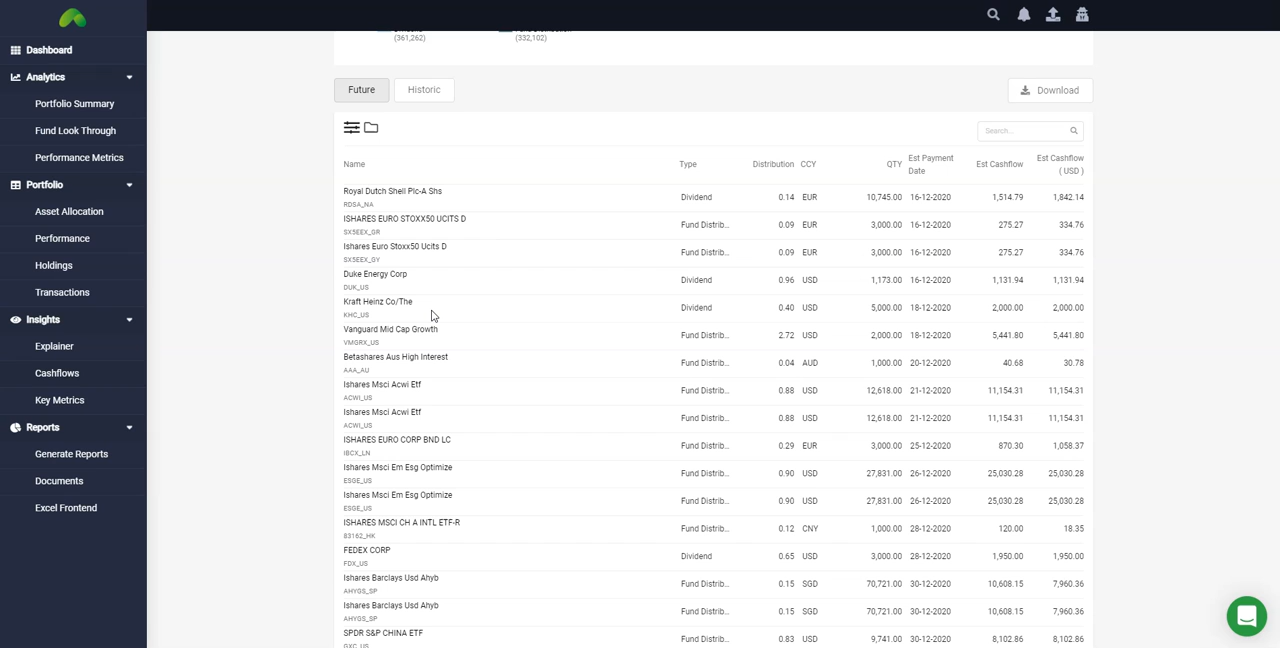 (361,262) (332,102)
Dashboard
Analytics
Portfolio Summary
Fund Look Through
Performance Metrics
Portfolio
Asset Allocation
Performance
Holdings
Transactions
Insights
Explainer
Cashflows
Key Metrics
Reports
Generate Reports
Documents
Excel Frontend
Future Historic Download
Search...
Name Type Distribution CCY QTY Est Payment Date Est Cashflow Est Cashflow ( USD )
Royal Dutch Shell Plc-A Shs Dividend 0.14 EUR 10,745.00 16-12-2020 1,514.79 1,842.14
RDSA_NA
ISHARES EURO STOXX50 UCITS D Fund Distrib... 0.09 EUR 3,000.00 16-12-2020 275.27 334.76
SX5EEX_GR
Ishares Euro Stoxx50 Ucits D Fund Distrib... 0.09 EUR 3,000.00 16-12-2020 275.27 334.76
SX5EEX_GY
Duke Energy Corp Dividend 0.96 USD 1,173.00 16-12-2020 1,131.94 1,131.94
DUK_US
Kraft Heinz Co/The Dividend 0.40 USD 5,000.00 18-12-2020 2,000.00 2,000.00
KHC_US
Vanguard Mid Cap Growth Fund Distrib... 2.72 USD 2,000.00 18-12-2020 5,441.80 5,441.80
VMGRX_US
Betashares Aus High Interest Fund Distrib... 0.04 AUD 1,000.00 20-12-2020 40.68 30.78
AAA_AU
Ishares Msci Acwi Etf Fund Distrib... 0.88 USD 12,618.00 21-12-2020 11,154.31 11,154.31
ACWI_US
Ishares Msci Acwi Etf Fund Distrib... 0.88 USD 12,618.00 21-12-2020 11,154.31 11,154.31
ACWI_US
ISHARES EURO CORP BND LC Fund Distrib... 0.29 EUR 3,000.00 25-12-2020 870.30 1,058.37
IBCX_LN
Ishares Msci Em Esg Optimize Fund Distrib... 0.90 USD 27,831.00 26-12-2020 25,030.28 25,030.28
ESGE_US
Ishares Msci Em Esg Optimize Fund Distrib... 0.90 USD 27,831.00 26-12-2020 25,030.28 25,030.28
ESGE_US
ISHARES MSCI CH A INTL ETF-R Fund Distrib... 0.12 CNY 1,000.00 28-12-2020 120.00 18.35
83162_HK
FEDEX CORP Dividend 0.65 USD 3,000.00 28-12-2020 1,950.00 1,950.00
FDX_US
Ishares Barclays Usd Ahyb Fund Distrib... 0.15 SGD 70,721.00 30-12-2020 10,608.15 7,960.36
AHYGS_SP
Ishares Barclays Usd Ahyb Fund Distrib... 0.15 SGD 70,721.00 30-12-2020 10,608.15 7,960.36
AHYGS_SP
SPDR S&P CHINA ETF Fund Distrib... 0.83 USD 9,741.00 30-12-2020 8,102.86 8,102.86
GXC_US